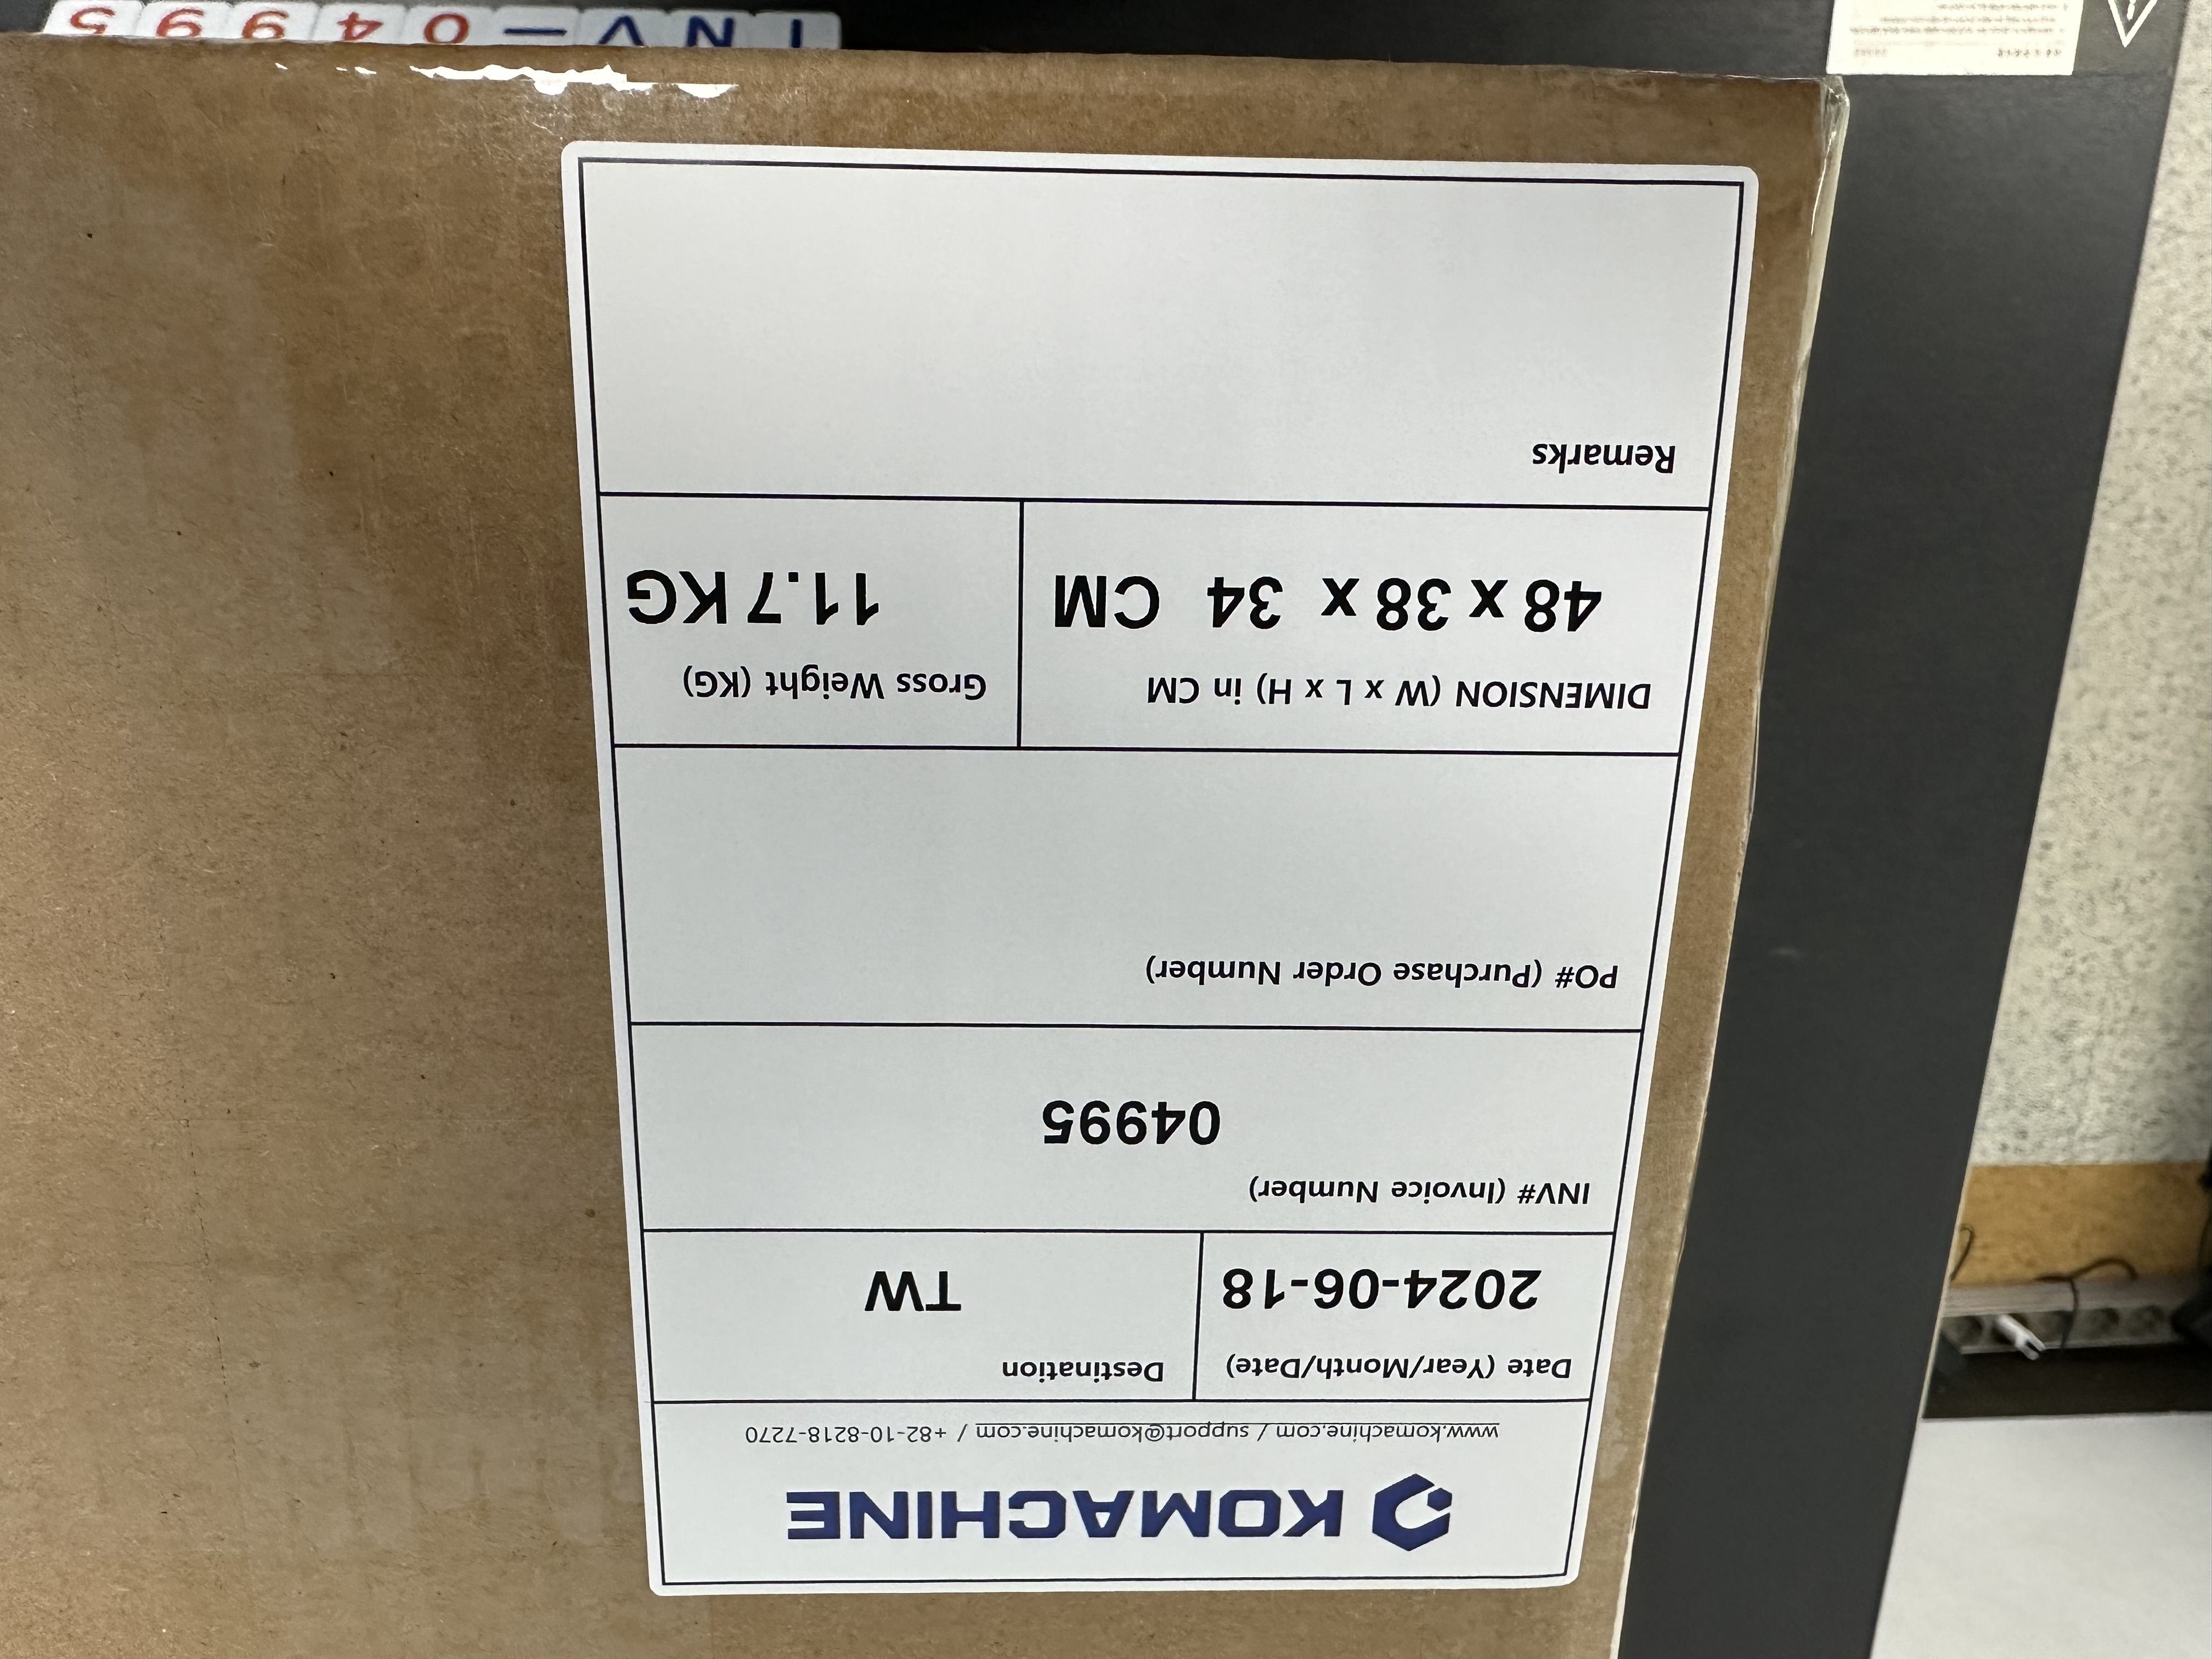 KOMACHINE
www.komachine.com / support@komachine.com / +82-10-8218-7270
Date (Year/Month/Date)
2024-06-18
Destination
TW
INV# (Invoice Number)
04995
PO# (Purchase Order Number)
DIMENSION (W x L x H) in CM
48 x 38 x 34 CM
Gross Weight (KG)
11.7 KG
Remarks
INV-04995